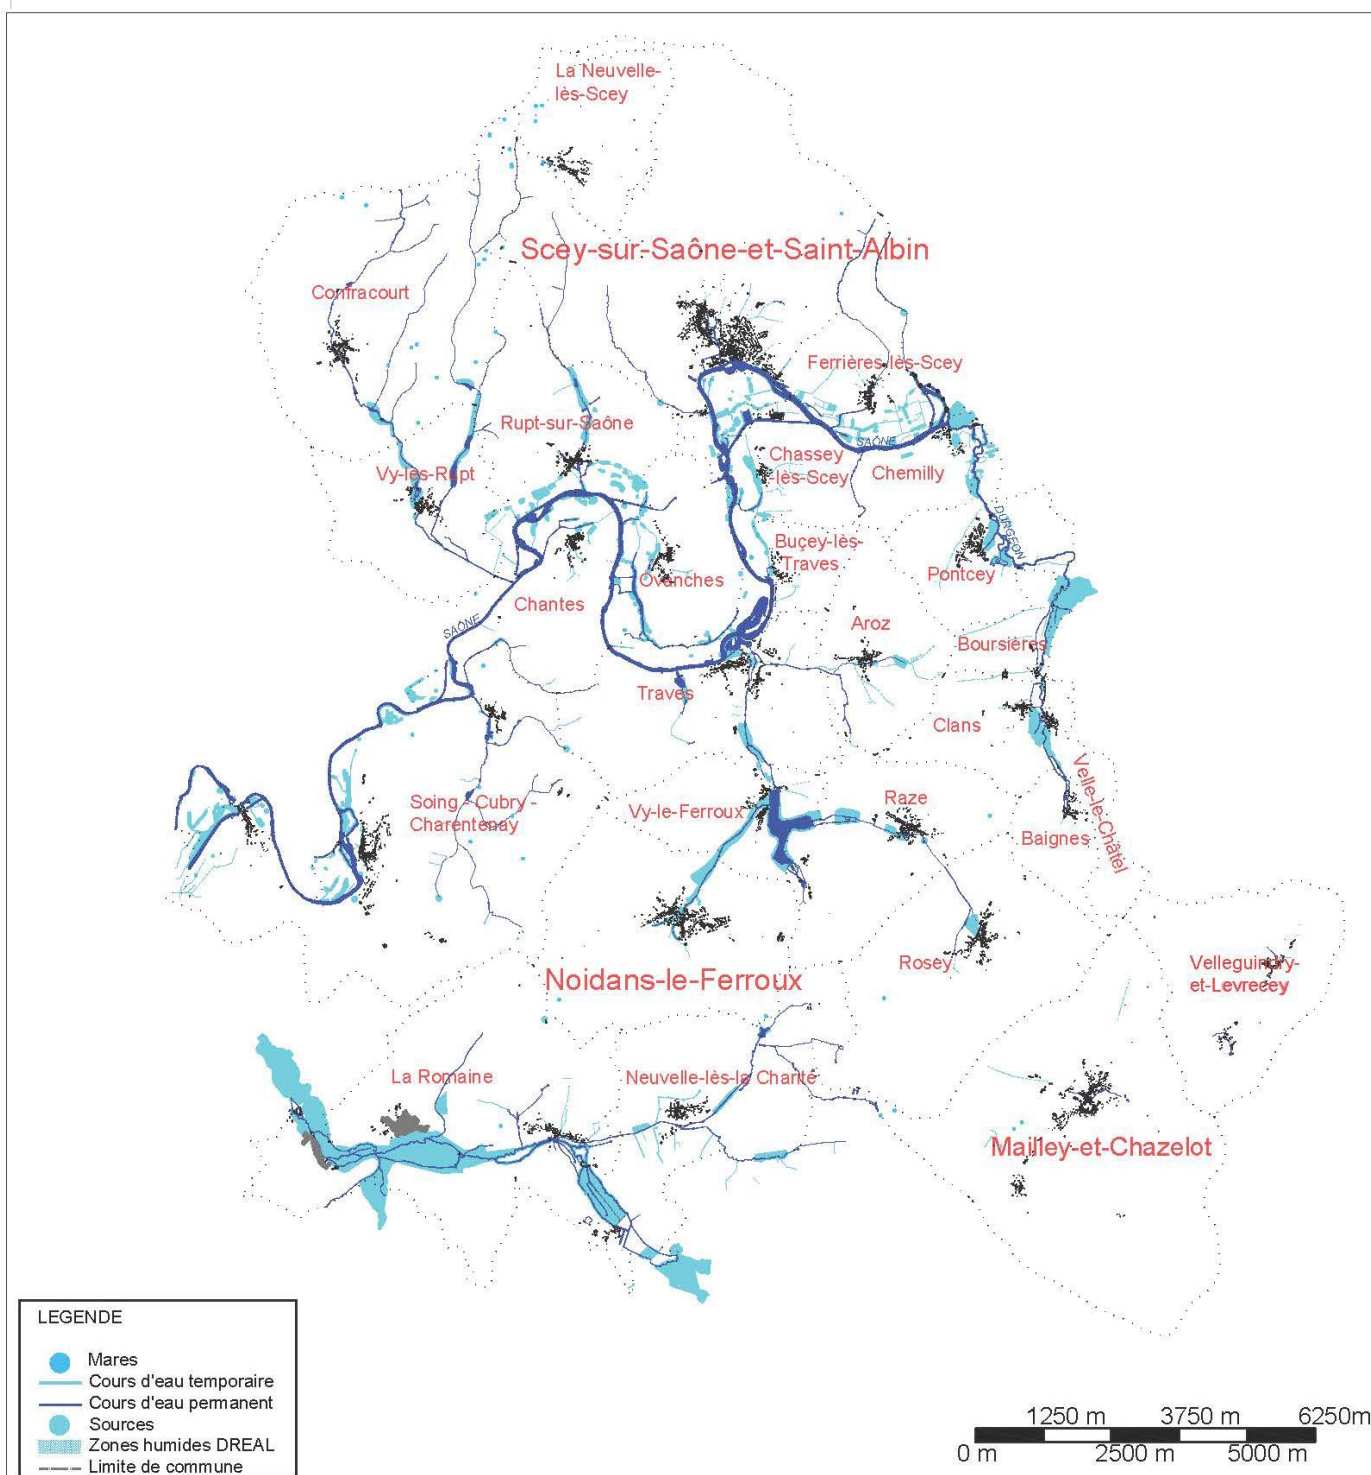 La Neuvelle-
lès-Scey
Scey-sur-Saône-et-Saint-Albin
Confracourt
Ferrières-lès-Scey
Rupt-sur-Saône
SAÔNE
Chassey
-lès-Scey
Chemilly
Vy-lès-Rupt
DURGEON
Buçey-lès-
Traves
Pontcey
Ovanches
Chantes
SAÔNE
Aroz
Boursières
Traves
Clans
Velle-le-Châtel
Soing - Cubry -
Charentenay
Vy-le-Ferroux
Raze
Baignes
Rosey
Velleguindry-
et-Levrecey
Noidans-le-Ferroux
La Romaine
Neuvelle-lès-la Charité
Mailley-et-Chazelot
LEGENDE
Mares
Cours d'eau temporaire
Cours d'eau permanent
Sources
Zones humides DREAL
Limite de commune
1250 m 3750 m 6250m
0 m 2500 m 5000 m